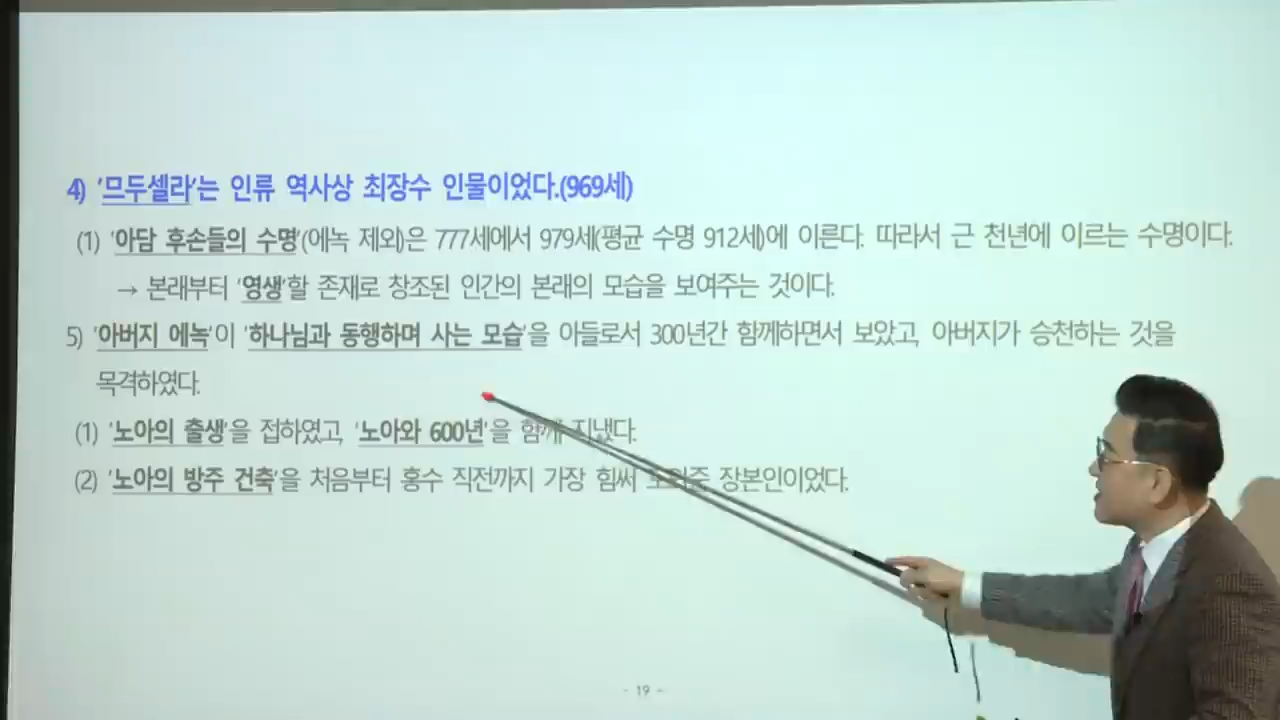 4) '므두셀라'는 인류 역사상 최장수 인물이었다.(969세)
(1) '아담 후손들의 수명'(에녹 제외)은 777세에서 979세(평균 수명 912세)에 이른다. 따라서 근 천년에 이르는 수명이다.
→ 본래부터 '영생'할 존재로 창조된 인간의 본래의 모습을 보여주는 것이다.
5) '아버지 에녹'이 '하나님과 동행하며 사는 모습'을 아들로서 300년간 함께하면서 보았고, 아버지가 승천하는 것을
목격하였다.
(1) '노아의 출생'을 접하였고, '노아와 600년'을 함께 지냈다.
(2) '노아의 방주 건축'을 처음부터 홍수 직전까지 가장 힘써 장본인이었다.
- 19 -